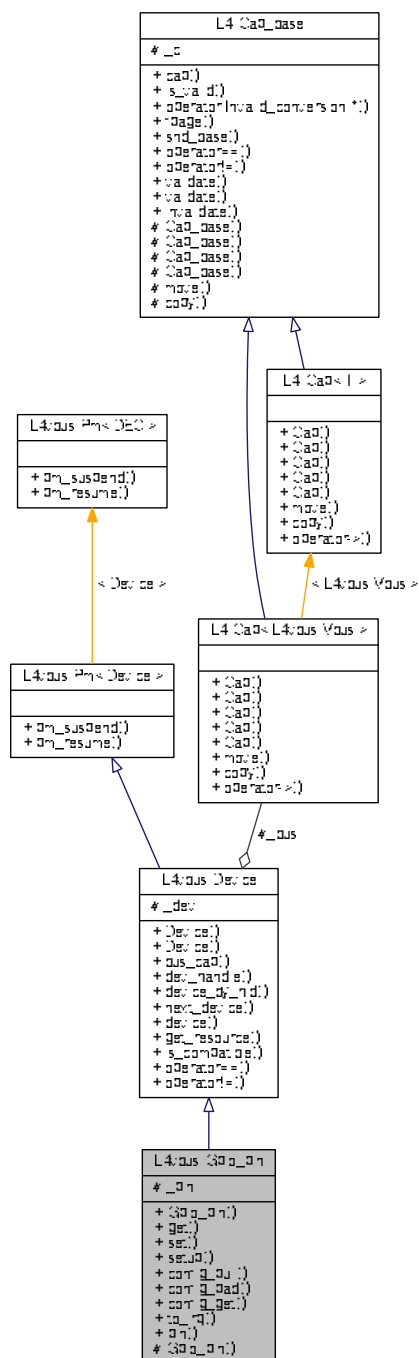 L4::Cap_base
# _c
+ cap()
+ is_valid()
+ operator Invalid_conversion *()
+ fpage()
+ snd_base()
+ operator==()
+ operator!=()
+ validate()
+ validate()
+ invalidate()
# Cap_base()
# Cap_base()
# Cap_base()
# Cap_base()
# move()
# copy()
L4::Cap< T >
+ Cap()
+ Cap()
+ Cap()
+ Cap()
+ Cap()
+ move()
+ copy()
+ operator->()
L4vbus::Pm< DEC >
+ pm_suspend()
+ pm_resume()
< Device >
< L4vbus::Vbus >
L4::Cap< L4vbus::Vbus >
+ Cap()
+ Cap()
+ Cap()
+ Cap()
+ Cap()
+ move()
+ copy()
+ operator->()
L4vbus::Pm< Device >
+ pm_suspend()
+ pm_resume()
#_bus
L4vbus::Device
# _dev
+ Device()
+ Device()
+ bus_cap()
+ dev_handle()
+ device_by_hid()
+ next_device()
+ device()
+ get_resource()
+ is_compatible()
+ operator==()
+ operator!=()
L4vbus::Gpio_pin
# _pin
+ Gpio_pin()
+ get()
+ set()
+ setup()
+ config_pull()
+ config_pad()
+ config_get()
+ to_irq()
+ pin()
# Gpio_pin()